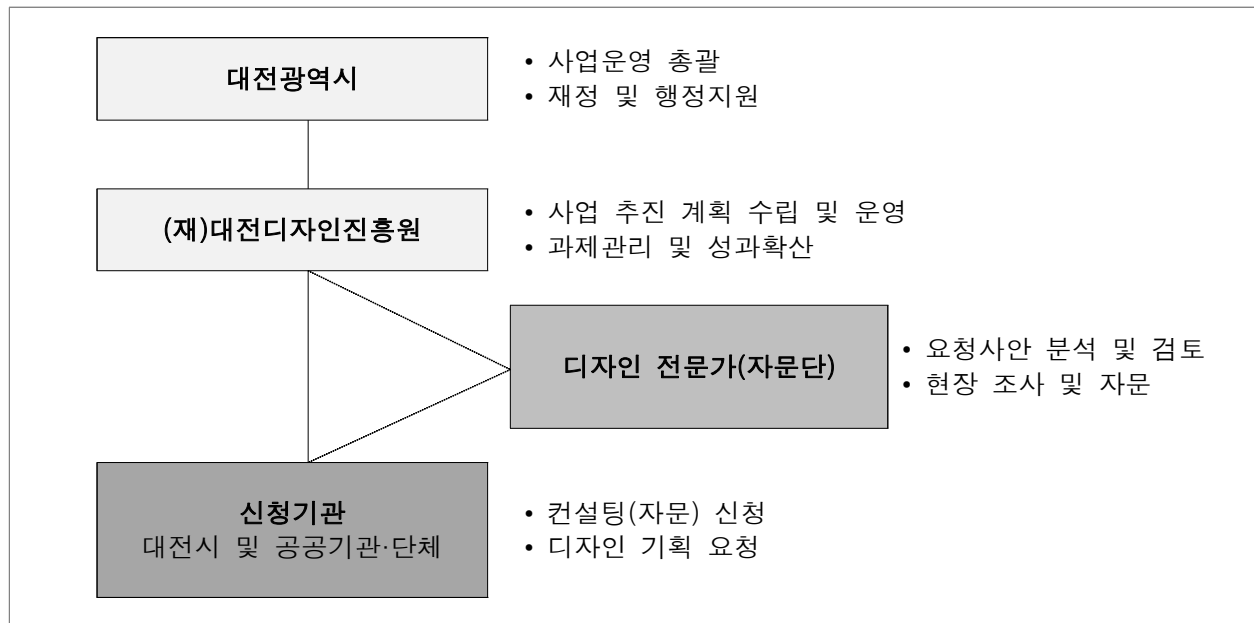 대전광역시
• 사업운영 총괄
• 재정 및 행정지원
(재)대전디자인진흥원
• 사업 추진 계획 수립 및 운영
• 과제관리 및 성과확산
디자인 전문가(자문단)
• 요청사안 분석 및 검토
• 현장 조사 및 자문
신청기관
대전시 및 공공기관·단체
• 컨설팅(자문) 신청
• 디자인 기획 요청